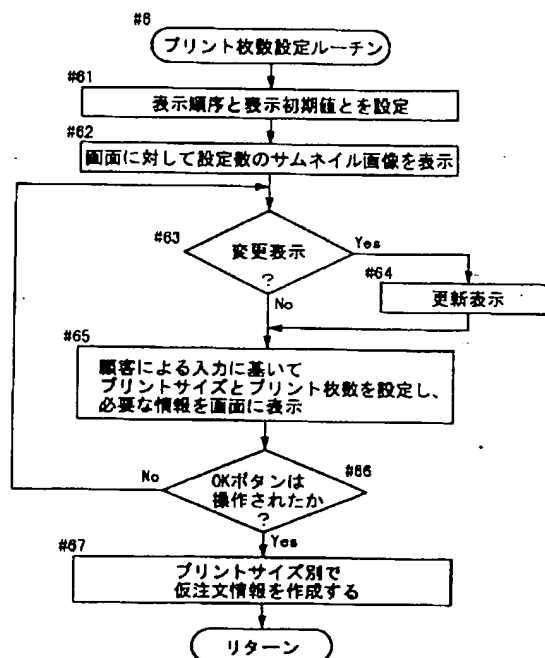 #6
プリント枚数設定ルーチン
#61
表示順序と表示初期値とを設定
#62
画面に対して設定数のサムネイル画像を表示
#63
変更表示
?
Yes
No
#64
更新表示
#65
顧客による入力に基いて
プリントサイズとプリント枚数を設定し、
必要な情報を画面に表示
No
OKボタンは
操作されたか
?
#66
Yes
#67
プリントサイズ別で
仮注文情報を作成する
リターン